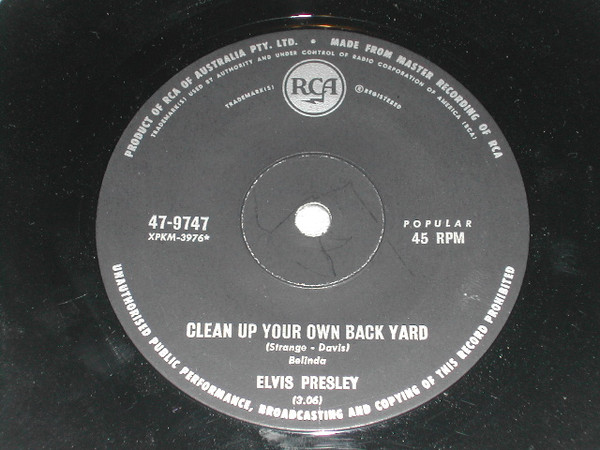 PRODUCT OF RCA OF AUSTRALIA PTY. LTD. • MADE FROM MASTER RECORDING OF RCA
TRADEMARK(S) USED BY AUTHORITY AND UNDER CONTROL OF RADIO CORPORATION OF AMERICA (RCA)
RCA
TRADEMARK(S) ® REGISTERED
47-9747
XPKM-3976*
POPULAR
45 RPM
CLEAN UP YOUR OWN BACK YARD
(Strange - Davis)
Belinda
ELVIS PRESLEY
(3.06)
UNAUTHORISED PUBLIC PERFORMANCE, BROADCASTING AND COPYING OF THIS RECORD PROHIBITED